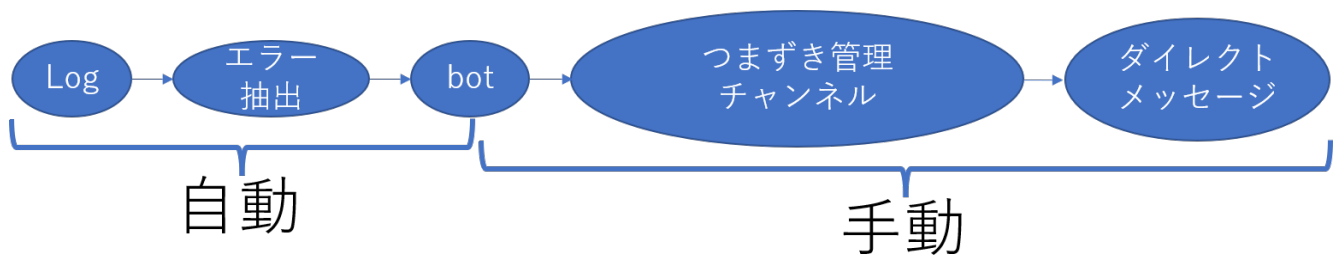 Log
エラー
抽出
bot
つまずき管理
チャンネル
ダイレクト
メッセージ
自動
手動